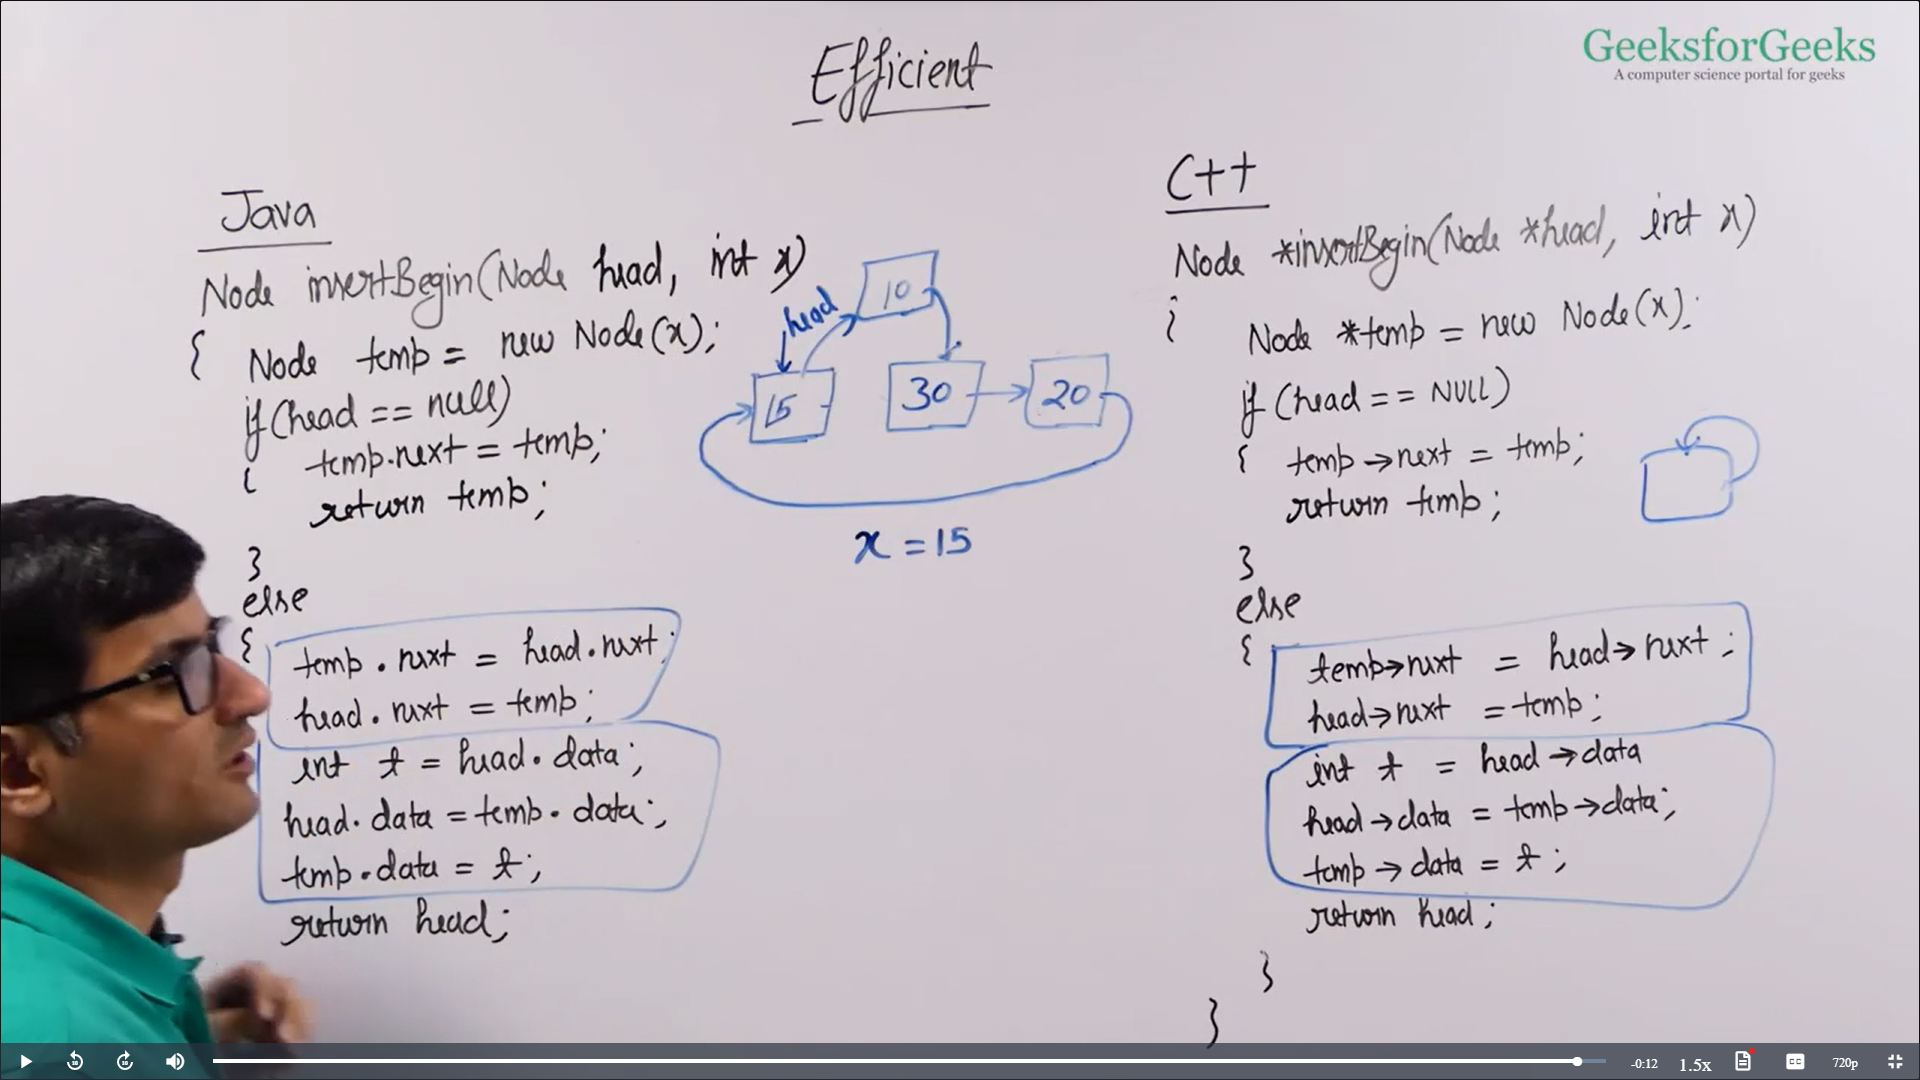 Efficient
GeeksforGeeks
A computer science portal for geeks
Java
Node insertBegin(Node head, int x)
{ Node temp = new Node(x);
if(head == null)
{ temp.next = temp;
return temp;
}
else
{
temp.next = head.next;
head.next = temp;
int t = head.data;
head.data = temp.data;
temp.data = t;
return head;
head
10
15
30
20
x = 15
C++
Node *insertBegin(Node *head, int x)
{
Node *temp = new Node(x);
if(head == NULL)
{ temp→next = temp;
return temp;
}
else
{
temp→next = head→next;
head→next = temp;
int t = head→data
head→data = temp→data;
temp→data = t;
return head;
}
}
-0:12
1.5x
CC
720p